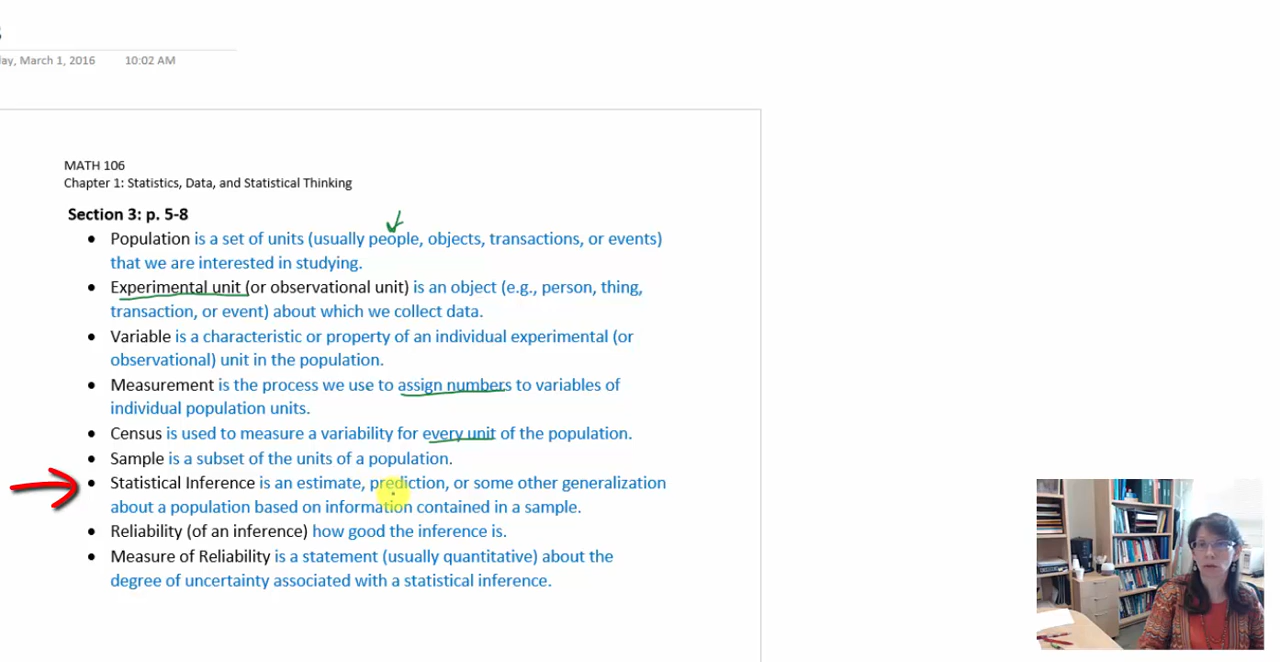 day, March 1, 2016 10:02 AM
MATH 106
Chapter 1: Statistics, Data, and Statistical Thinking
Section 3: p. 5-8
• Population is a set of units (usually people, objects, transactions, or events)
that we are interested in studying.
• Experimental unit (or observational unit) is an object (e.g., person, thing,
transaction, or event) about which we collect data.
• Variable is a characteristic or property of an individual experimental (or
observational) unit in the population.
• Measurement is the process we use to assign numbers to variables of
individual population units.
• Census is used to measure a variability for every unit of the population.
• Sample is a subset of the units of a population.
• Statistical Inference is an estimate, prediction, or some other generalization
about a population based on information contained in a sample.
• Reliability (of an inference) how good the inference is.
• Measure of Reliability is a statement (usually quantitative) about the
degree of uncertainty associated with a statistical inference.